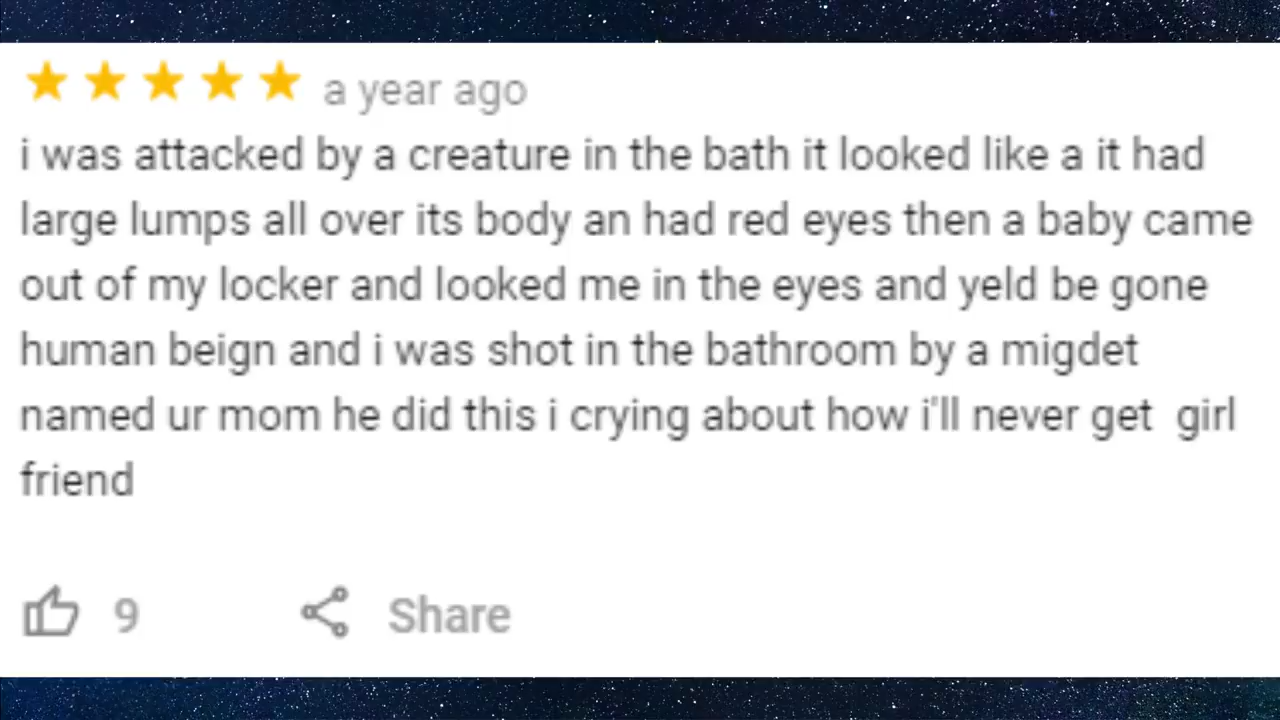 a year ago
i was attacked by a creature in the bath it looked like a it had
large lumps all over its body an had red eyes then a baby came
out of my locker and looked me in the eyes and yeld be gone
human beign and i was shot in the bathroom by a migdet
named ur mom he did this i crying about how i'll never get  girl
friend
9 Share